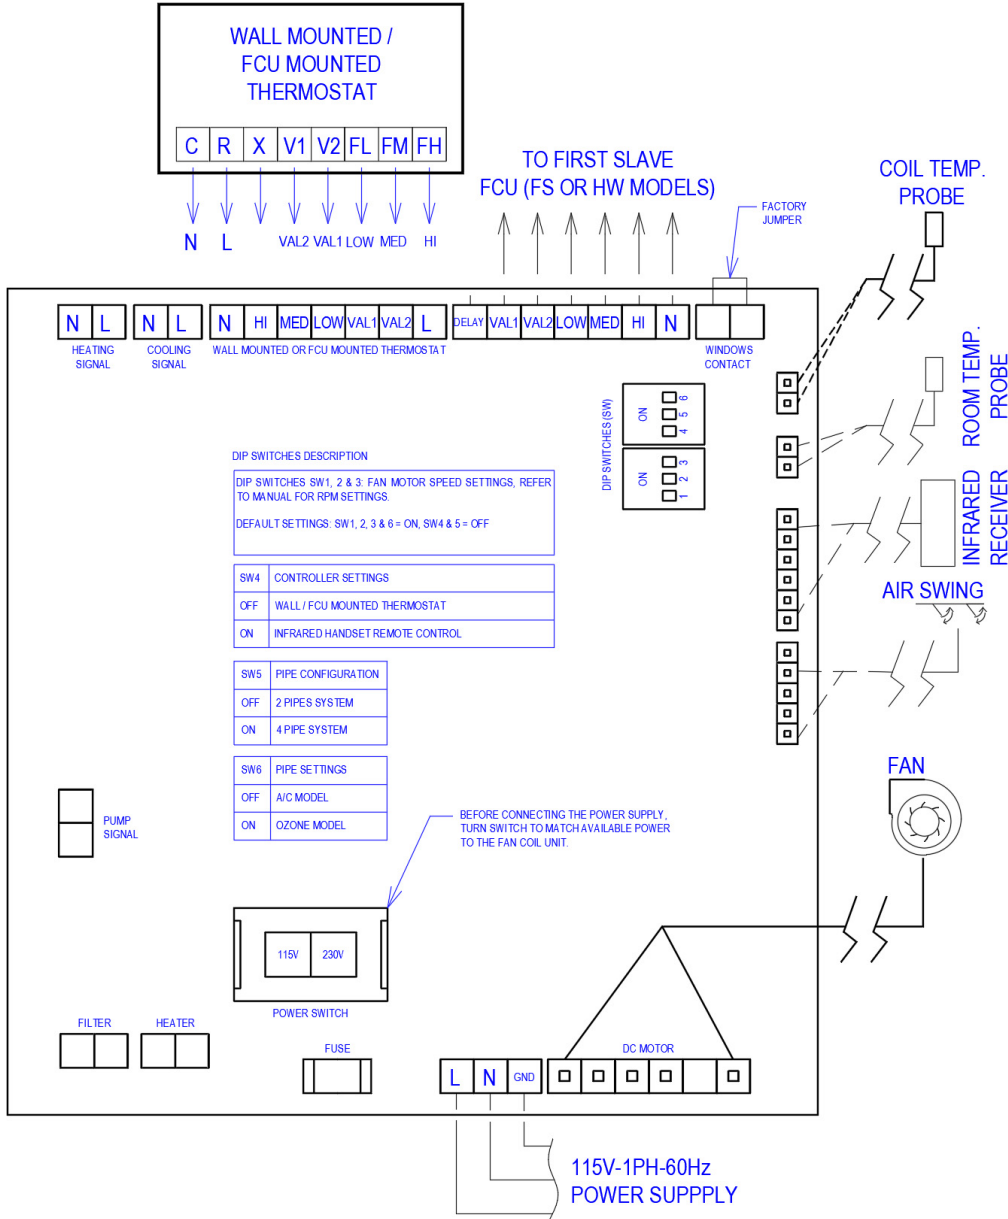 WALL MOUNTED /
FCU MOUNTED
THERMOSTAT
C R X V1 V2 FL FM FH
N L VAL2 VAL1 LOW MED HI
TO FIRST SLAVE
FCU (FS OR HW MODELS)
FACTORY
JUMPER
COIL TEMP.
PROBE
N L
HEATING
SIGNAL
N L
COOLING
SIGNAL
N HI MED LOW VAL1 VAL2 L
WALL MOUNTED OR FCU MOUNTED THERMOSTAT
DELAY VAL1 VAL2 LOW MED HI N
WINDOWS
CONTACT
DIP SWITCHES (SW)
ON
4 5 6
ON
1 2 3
ROOM TEMP.
PROBE
INFRARED
RECEIVER
AIR SWING
DIP SWITCHES DESCRIPTION
DIP SWITCHES SW1, 2 & 3: FAN MOTOR SPEED SETTINGS, REFER
TO MANUAL FOR RPM SETTINGS.
DEFAULT SETTINGS: SW1, 2, 3 & 6 = ON, SW4 & 5 = OFF
SW4 CONTROLLER SETTINGS
OFF WALL / FCU MOUNTED THERMOSTAT
ON INFRARED HANDSET REMOTE CONTROL
SW5 PIPE CONFIGURATION
OFF 2 PIPES SYSTEM
ON 4 PIPE SYSTEM
SW6 PIPE SETTINGS
OFF A/C MODEL
ON OZONE MODEL
FAN
PUMP
SIGNAL
BEFORE CONNECTING THE POWER SUPPLY,
TURN SWITCH TO MATCH AVAILABLE POWER
TO THE FAN COIL UNIT.
115V 230V
POWER SWITCH
FILTER
HEATER
FUSE
L N GND
DC MOTOR
115V-1PH-60Hz
POWER SUPPPLY